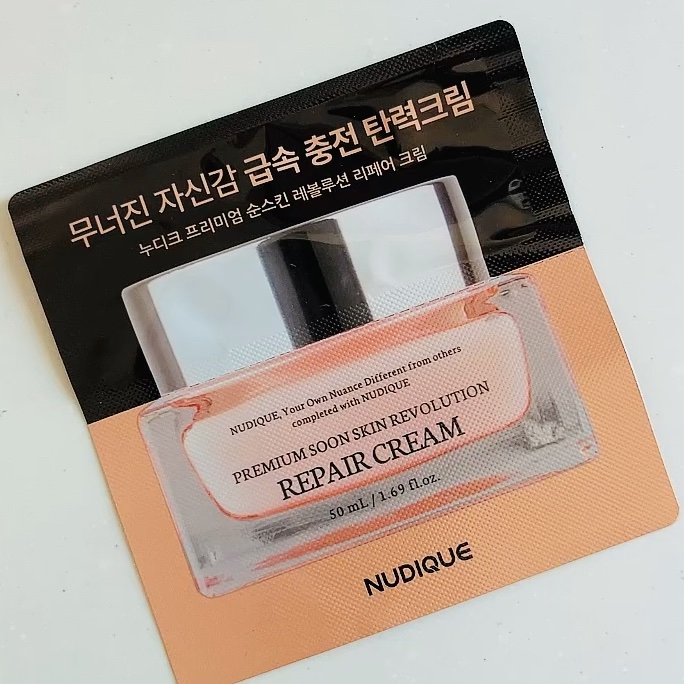 무너진 자신감 급속 충전 탄력크림
누디크 프리미엄 순스킨 레볼루션 리페어 크림
NUDIQUE, Your Own Nuance Different from others
completed with NUDIQUE
PREMIUM SOON SKIN REVOLUTION
REPAIR CREAM
50 mL / 1.69 fl.oz.
NUDIQUE